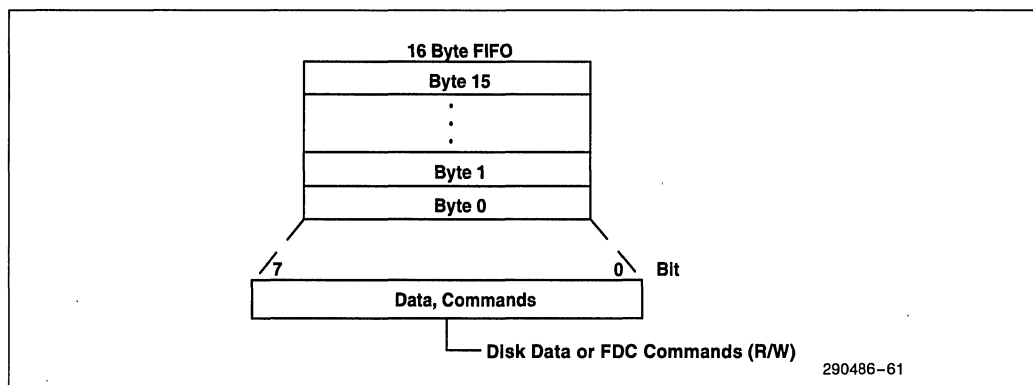 16 Byte FIFO
Byte 15
Byte 1
Byte 0
7 0 Bit
Data, Commands
Disk Data or FDC Commands (R/W)
290486-61